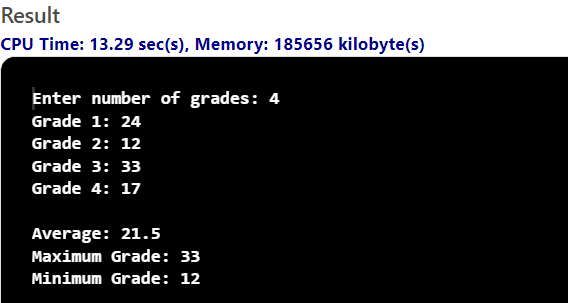 Result
CPU Time: 13.29 sec(s), Memory: 185656 kilobyte(s)
Enter number of grades: 4
Grade 1: 24
Grade 2: 12
Grade 3: 33
Grade 4: 17
Average: 21.5
Maximum Grade: 33
Minimum Grade: 12